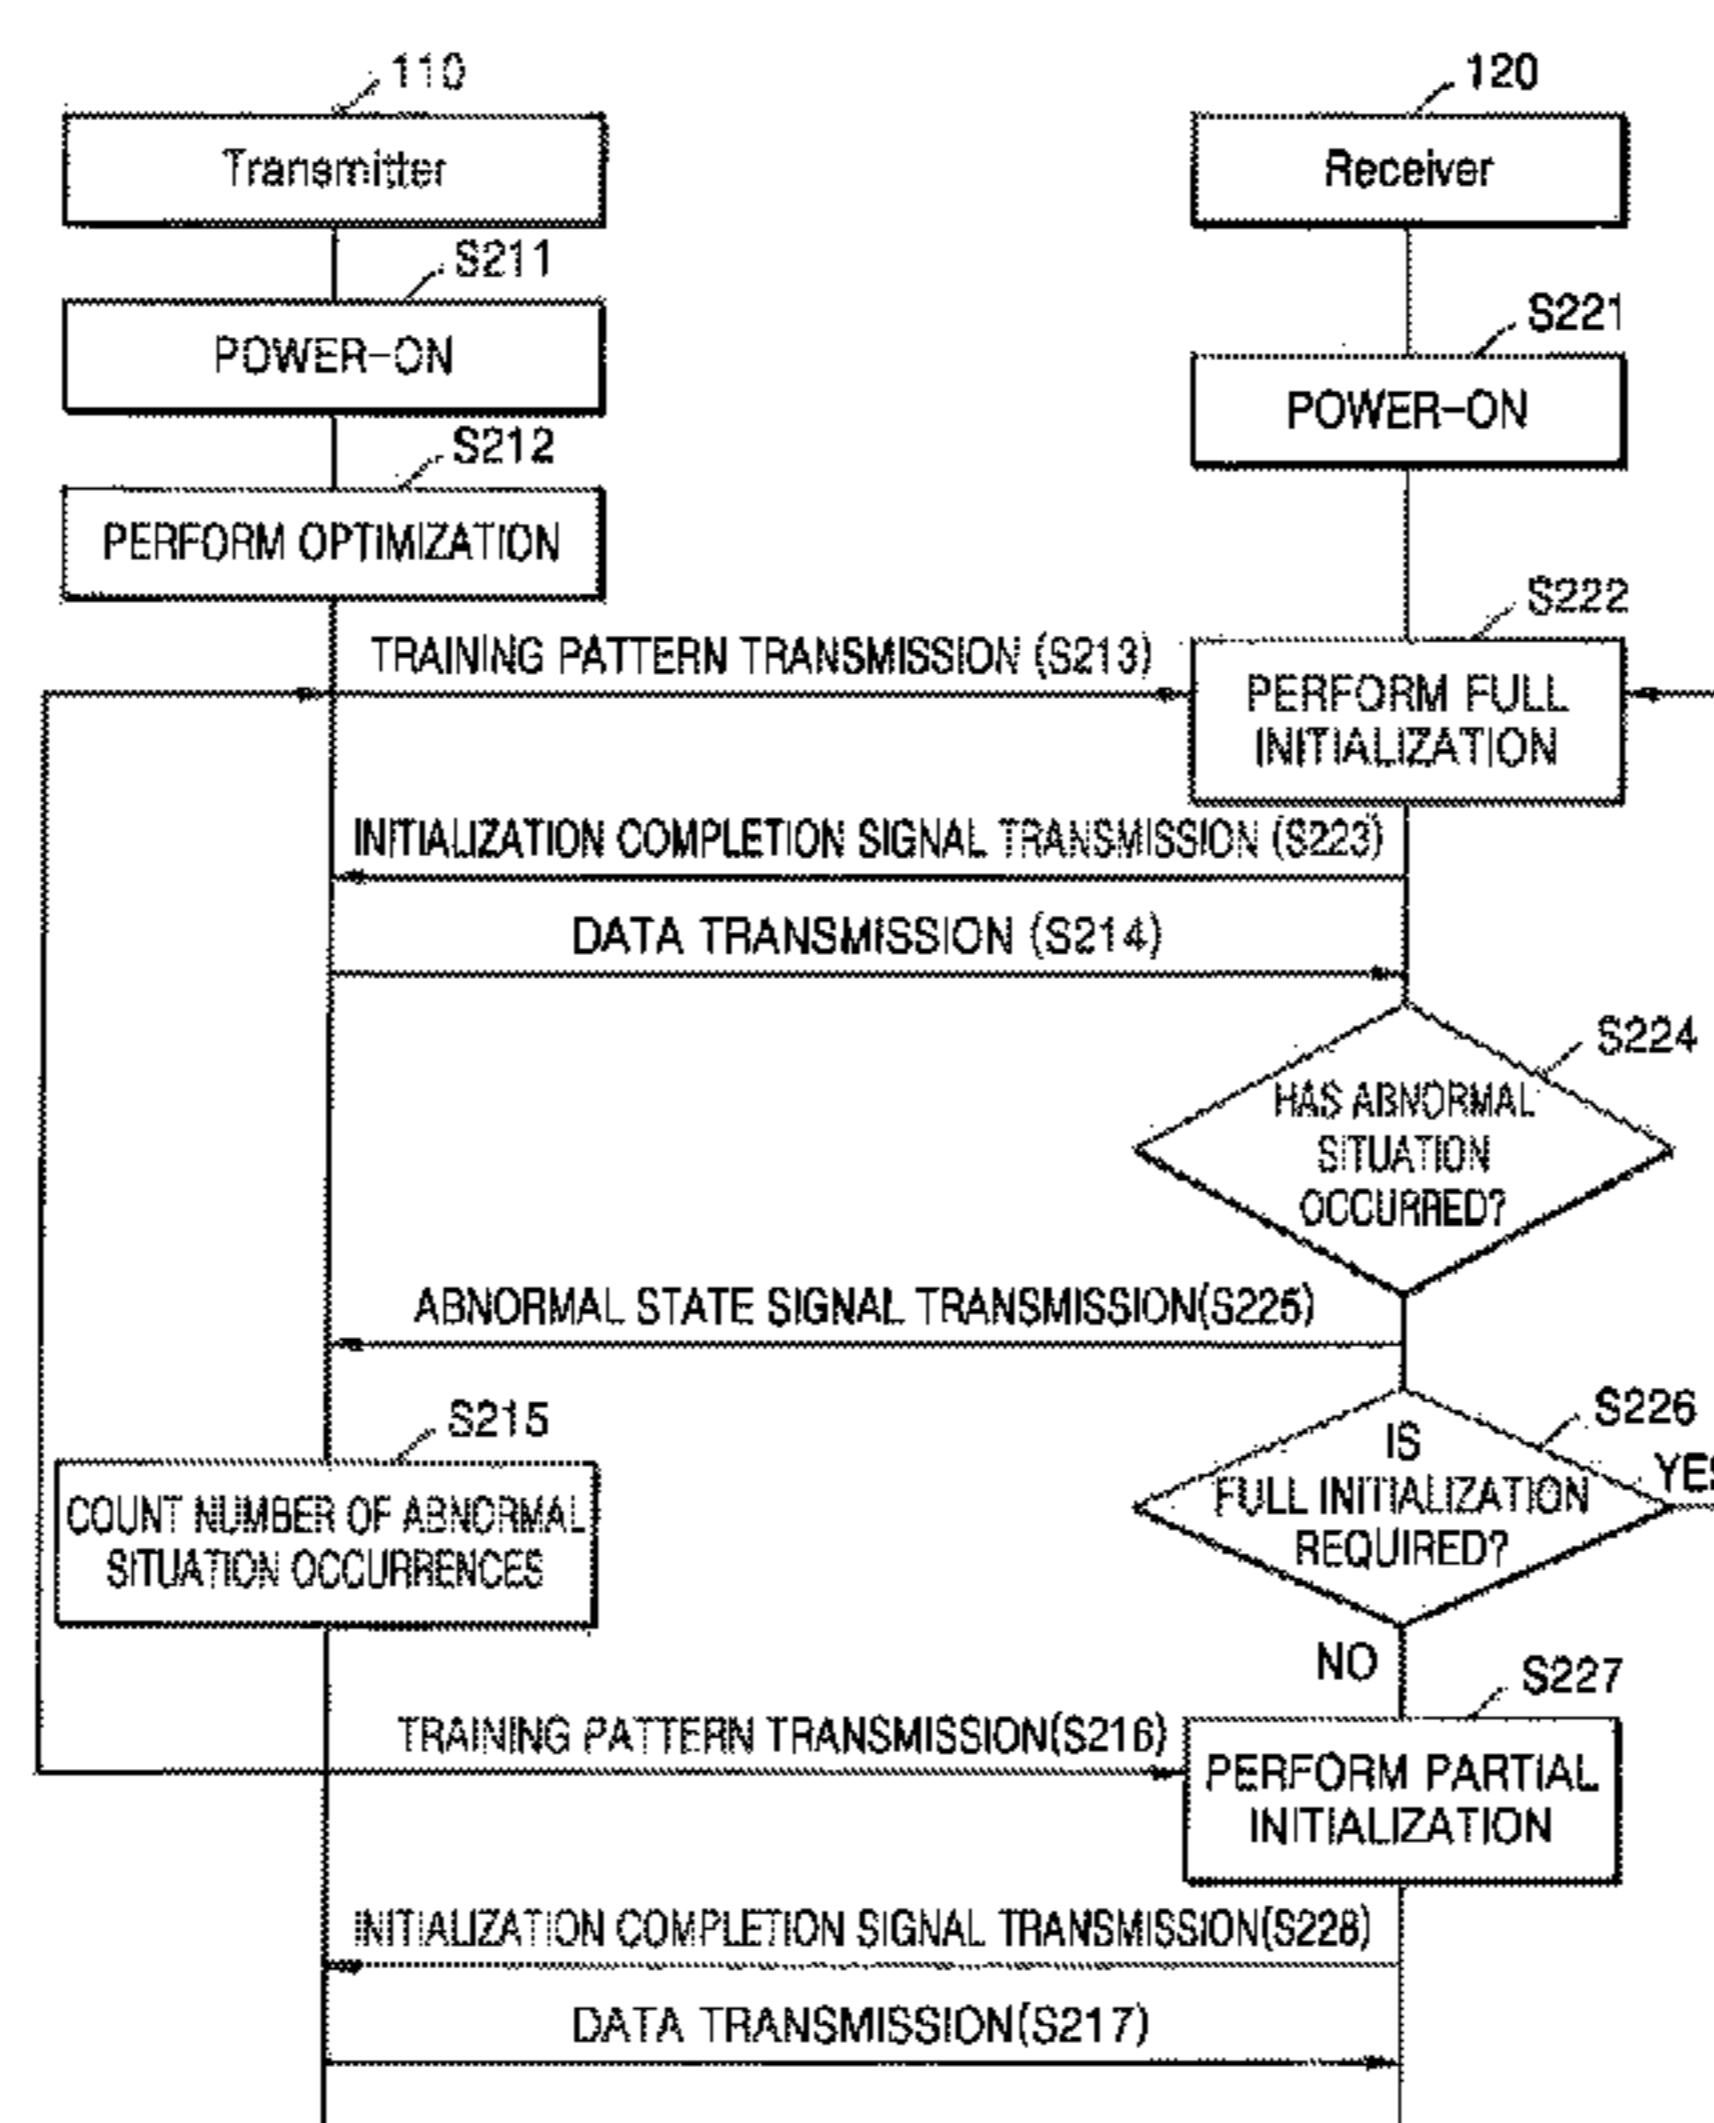 110
120
Transmitter
Receiver
S211
S221
POWER-ON
POWER-ON
S212
PERFORM OPTIMIZATION
S222
TRAINING PATTERN TRANSMISSION (S213)
PERFORM FULL
INITIALIZATION
INITIALIZATION COMPLETION SIGNAL TRANSMISSION (S223)
DATA TRANSMISSION (S214)
S224
HAS ABNORMAL
SITUATION
OCCURRED?
ABNORMAL STATE SIGNAL TRANSMISSION(S225)
S215
S226
IS
FULL INITIALIZATION
REQUIRED?
YES
COUNT NUMBER OF ABNORMAL
SITUATION OCCURRENCES
NO
S227
TRAINING PATTERN TRANSMISSION(S216)
PERFORM PARTIAL
INITIALIZATION
INITIALIZATION COMPLETION SIGNAL TRANSMISSION(S228)
DATA TRANSMISSION(S217)